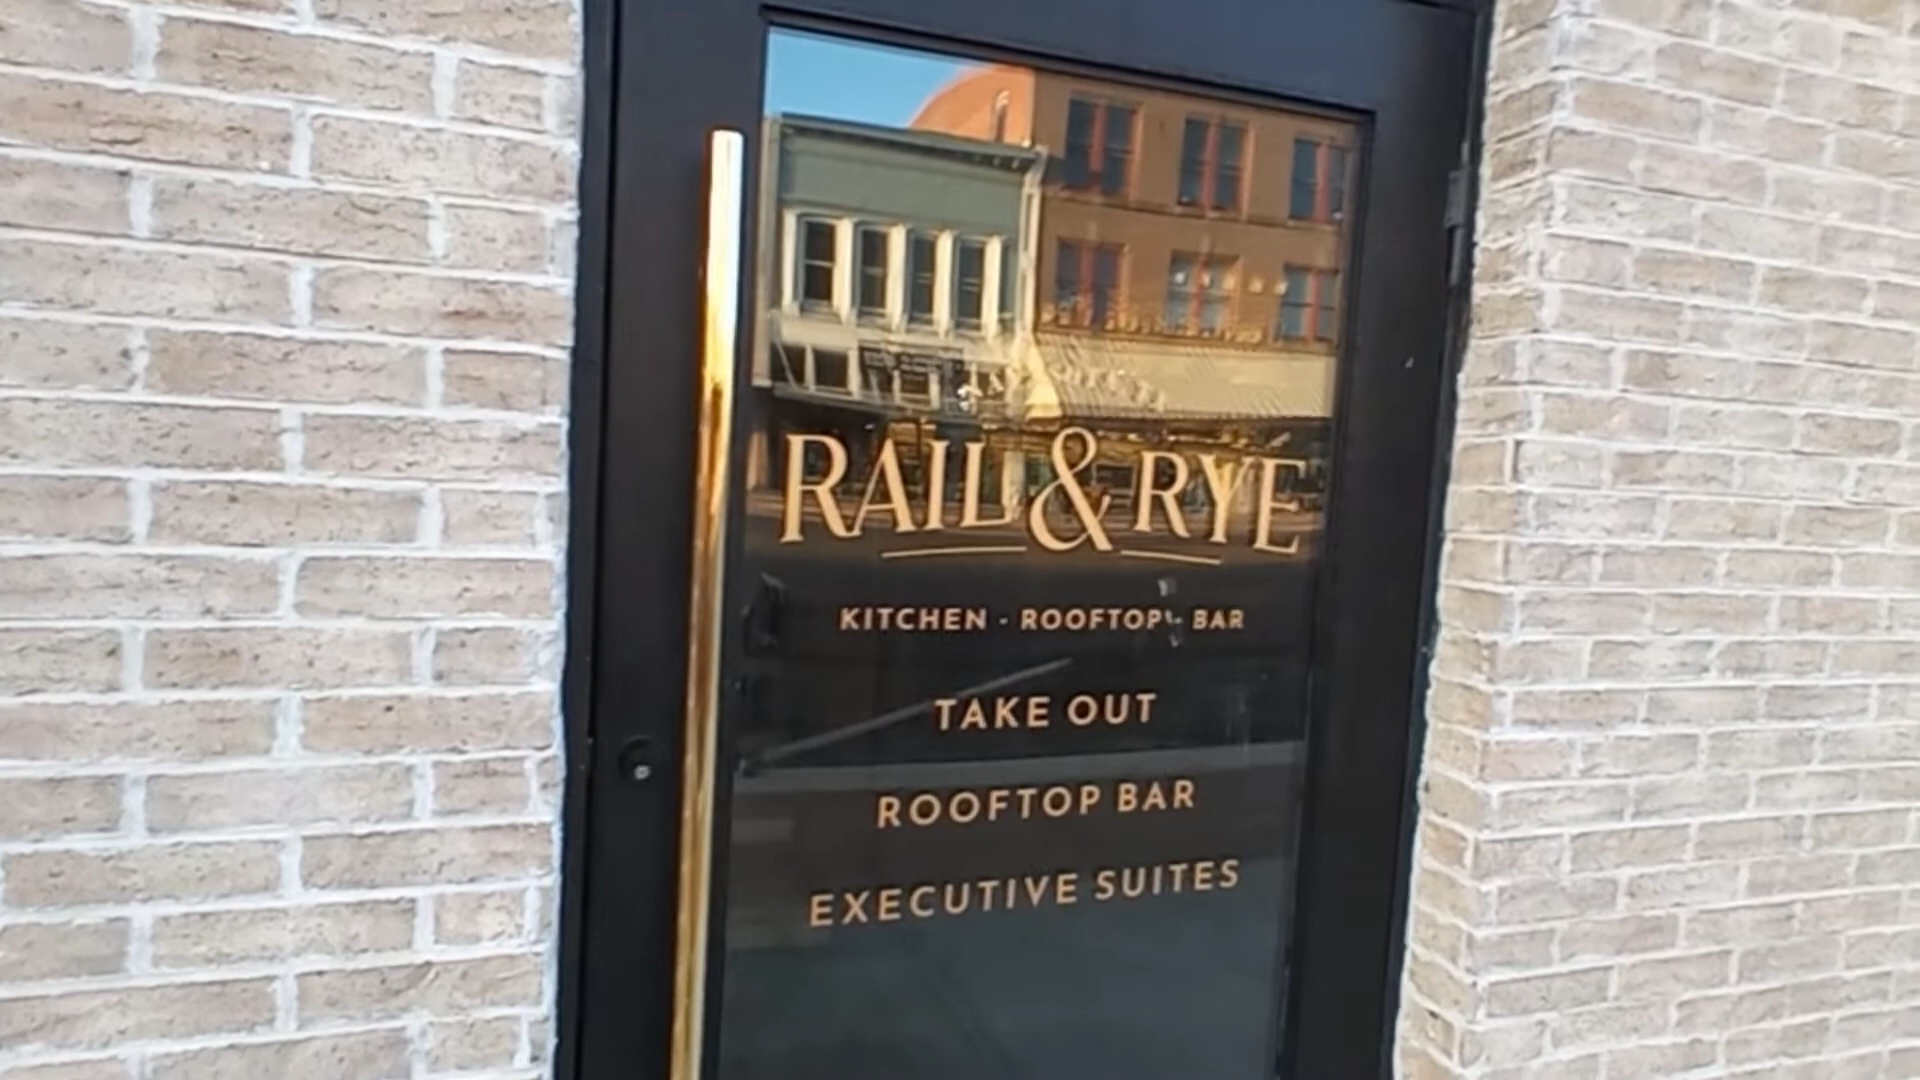 RAIL & RYE
KITCHEN - ROOFTOP - BAR
TAKE OUT
ROOFTOP BAR
EXECUTIVE SUITES